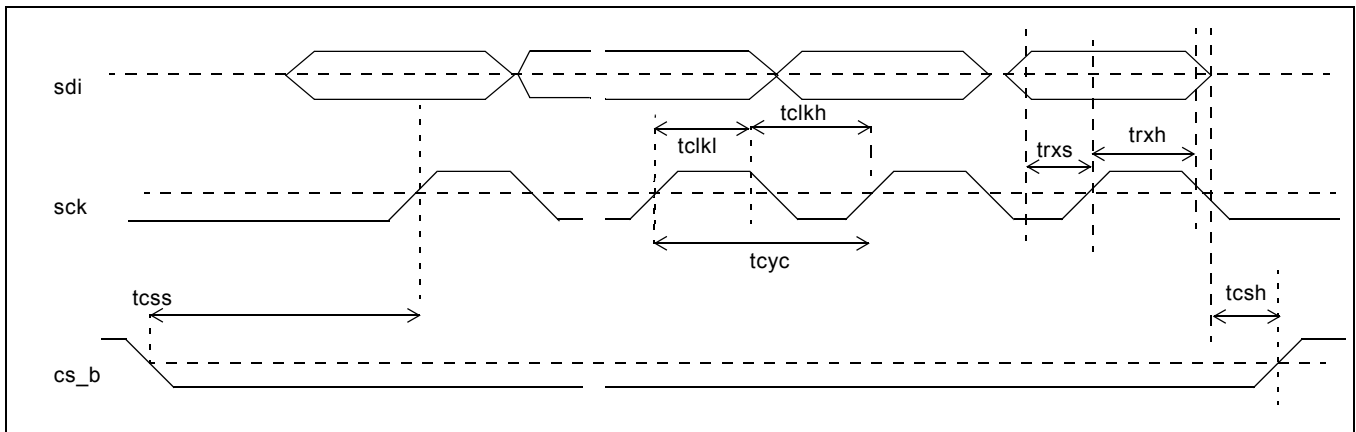 sdi
tclkh
tclkl
trxs
trxh
sck
tcyc
tcss
tcsh
cs_b